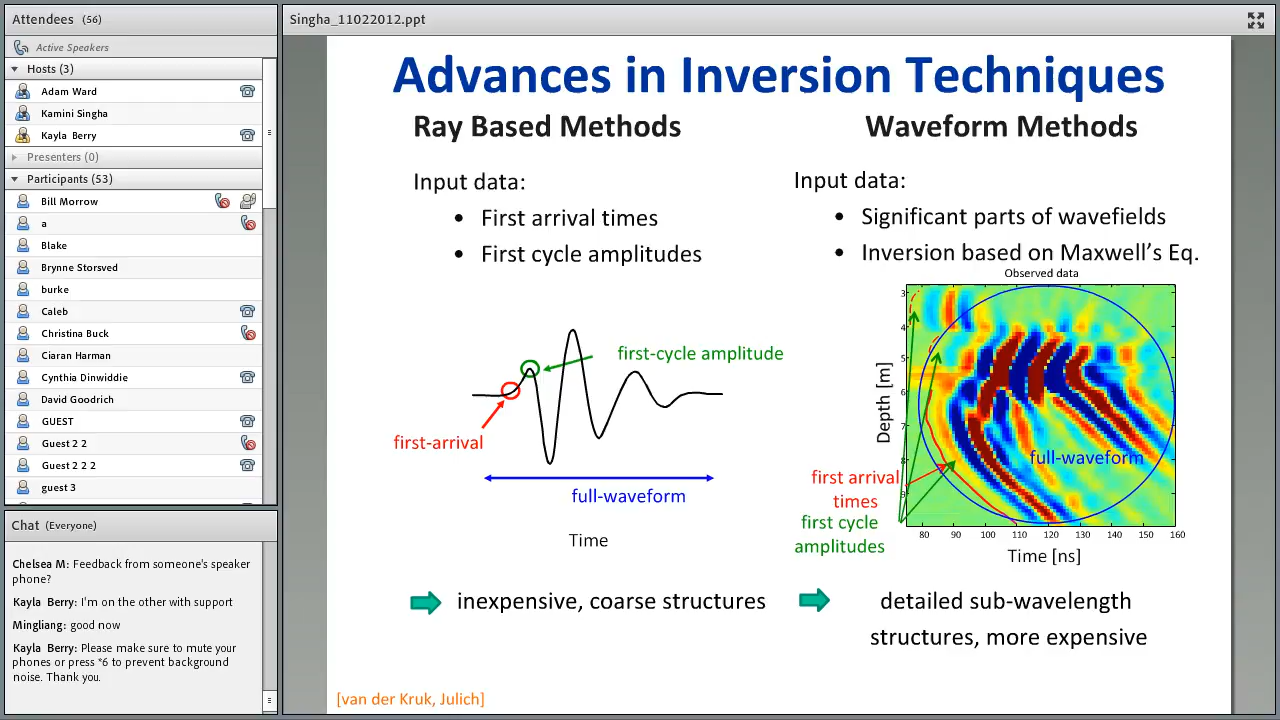 Attendees (56)
Active Speakers
Hosts (3)
Adam Ward
Kamini Singha
Kayla Berry
Presenters (0)
Participants (53)
Bill Morrow
a
Blake
Brynne Storsved
burke
Caleb
Christina Buck
Ciaran Harman
Cynthia Dinwiddie
David Goodrich
GUEST
Guest 2 2
Guest 2 2 2
guest 3
Chat (Everyone)
Chelsea M: Feedback from someone's speaker
phone?
Kayla Berry: I'm on the other with support
Mingliang: good now
Kayla Berry: Please make sure to mute your
phones or press *6 to prevent background
noise. Thank you.
Singha_11022012.ppt
Advances in Inversion Techniques
Ray Based Methods
Input data:
• First arrival times
• First cycle amplitudes
first-cycle amplitude
first-arrival
full-waveform
Time
inexpensive, coarse structures
Waveform Methods
Input data:
• Significant parts of wavefields
• Inversion based on Maxwell's Eq.
Observed data
3
4
5
6
7
8
9
Depth [m]
full-waveform
first arrival
times
first cycle
amplitudes
80 90 100 110 120 130 140 150 160
Time [ns]
detailed sub-wavelength
structures, more expensive
[van der Kruk, Julich]